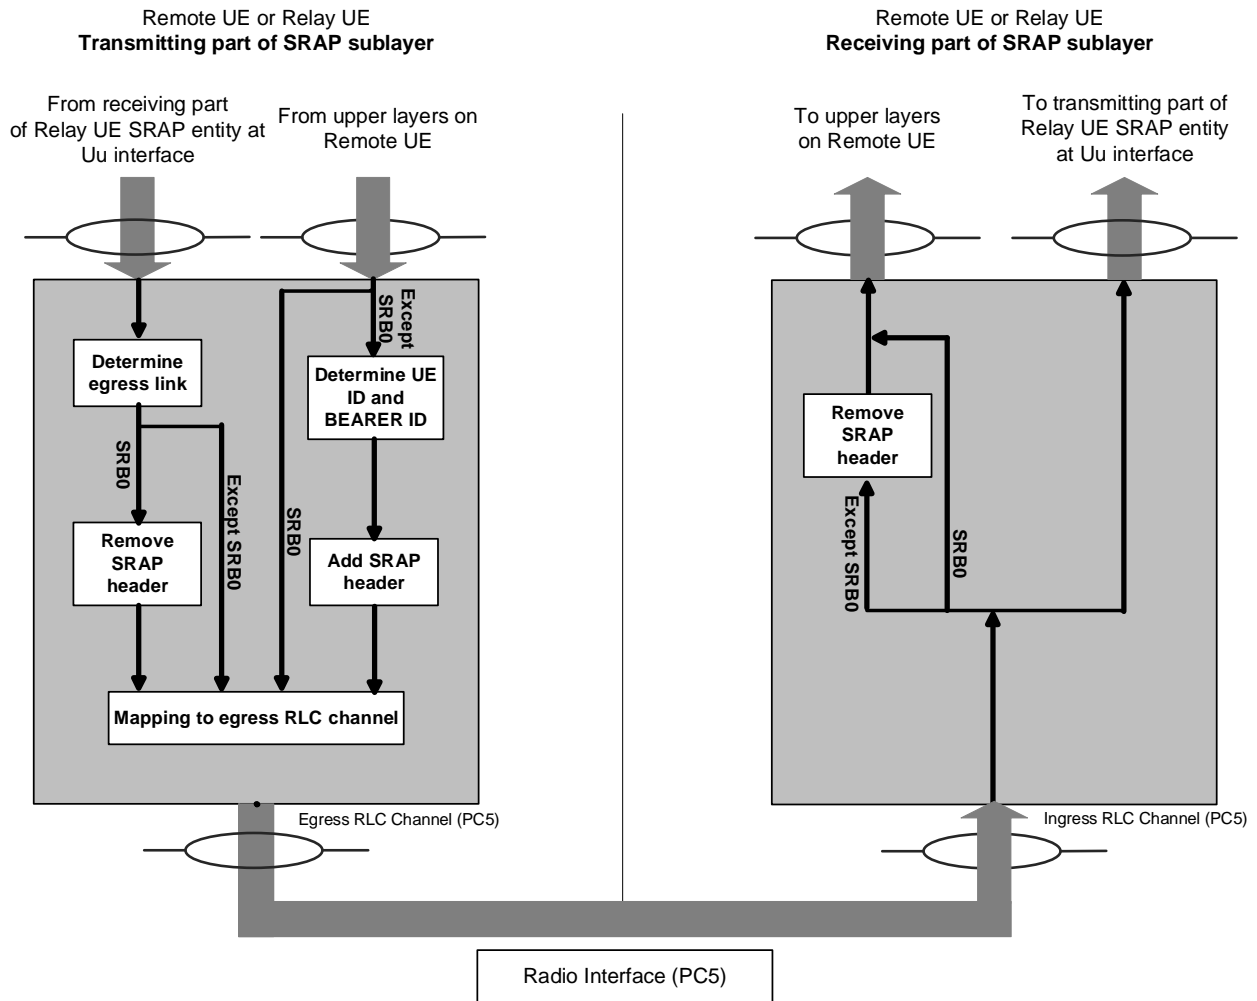 Remote UE or Relay UE
Transmitting part of SRAP sublayer
From receiving part
of Relay UE SRAP entity at
Uu interface
From upper layers on
Remote UE
Determine
egress link
SRB0
Except SRB0
Remove
SRAP
header
Except
SRB0
Determine UE
ID and
BEARER ID
SRB0
Add SRAP
header
Mapping to egress RLC channel
Egress RLC Channel (PC5)
Remote UE or Relay UE
Receiving part of SRAP sublayer
To upper layers
on Remote UE
To transmitting part of
Relay UE SRAP entity
at Uu interface
Remove
SRAP
header
Except SRB0
SRB0
Ingress RLC Channel (PC5)
Radio Interface (PC5)